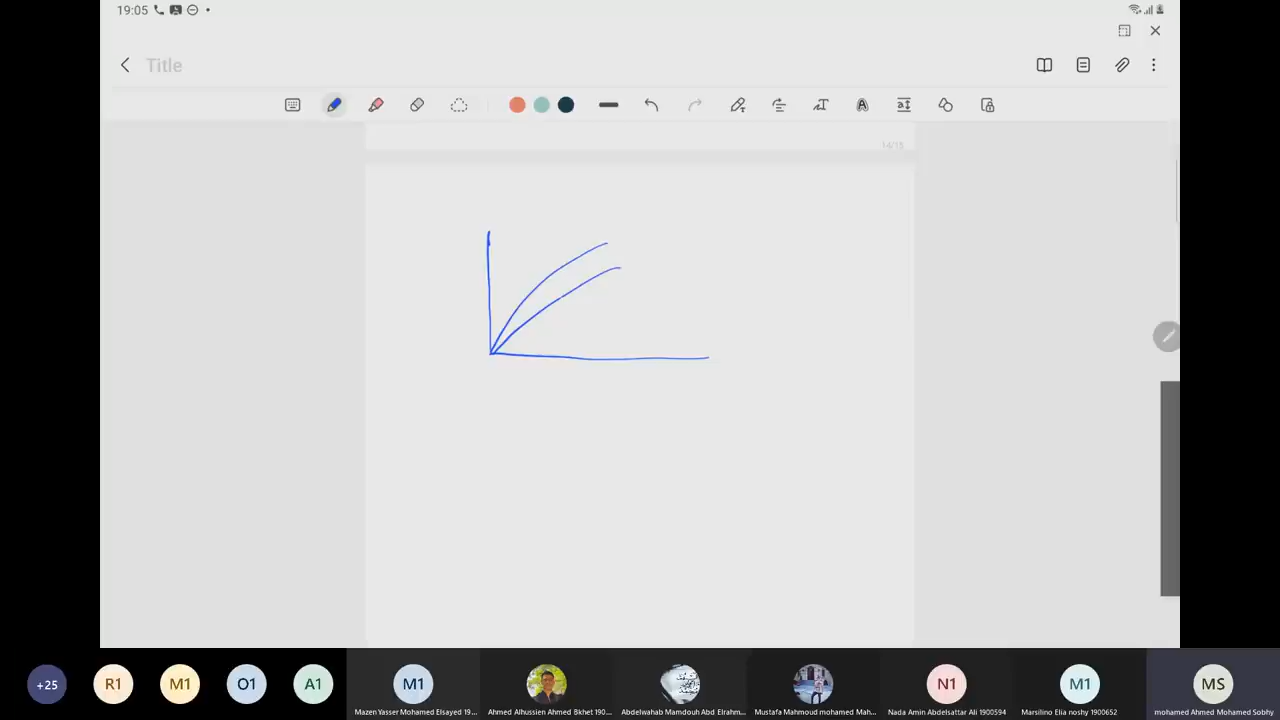 19:05
Title
14/15
+25
R1
M1
O1
A1
M1
Mazen Yasser Mohamed Elsayed 19...
Ahmed Alhussien Ahmed Bkhet 190...
Abdelwahab Mamdouh Abd Elrahm...
Mustafa Mahmoud mohamed Mah...
N1
Nada Amin Abdelsattar Ali 1900594
M1
Marsilino Elia noshy 1900652
MS
mohamed Ahmed Mohamed Sobhy